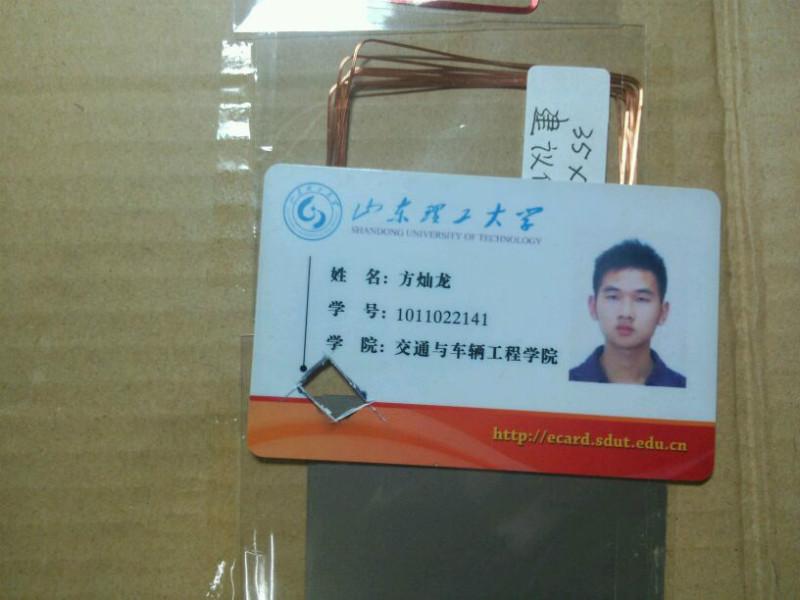 35×
建议
山东理工大学
SHANDONG UNIVERSITY OF TECHNOLOGY
姓 名：方灿龙
学 号：1011022141
学 院：交通与车辆工程学院
http://ecard.sdut.edu.cn